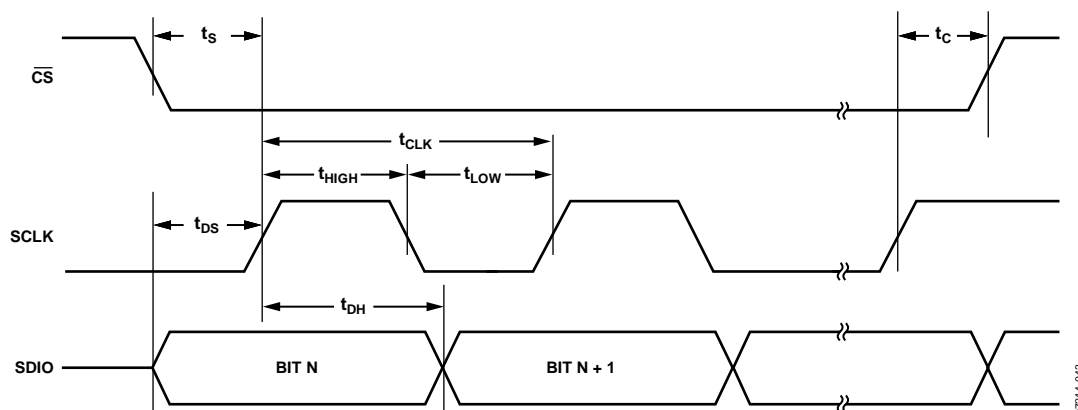 tS
tC
CS
tCLK
tHIGH
tLOW
tDS
SCLK
tDH
SDIO
BIT N
BIT N + 1